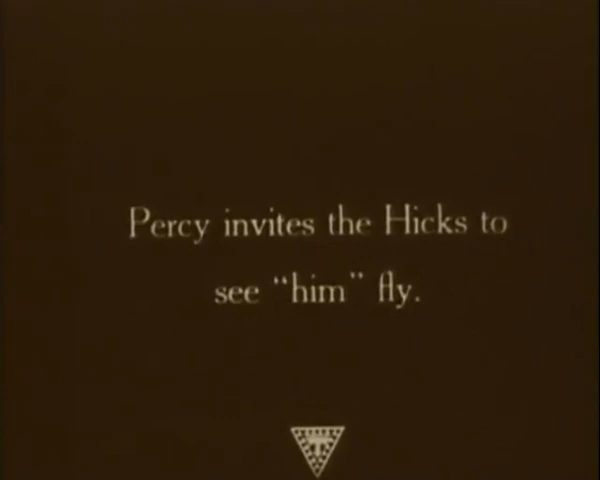 Percy invites the Hicks to
see “him” fly.